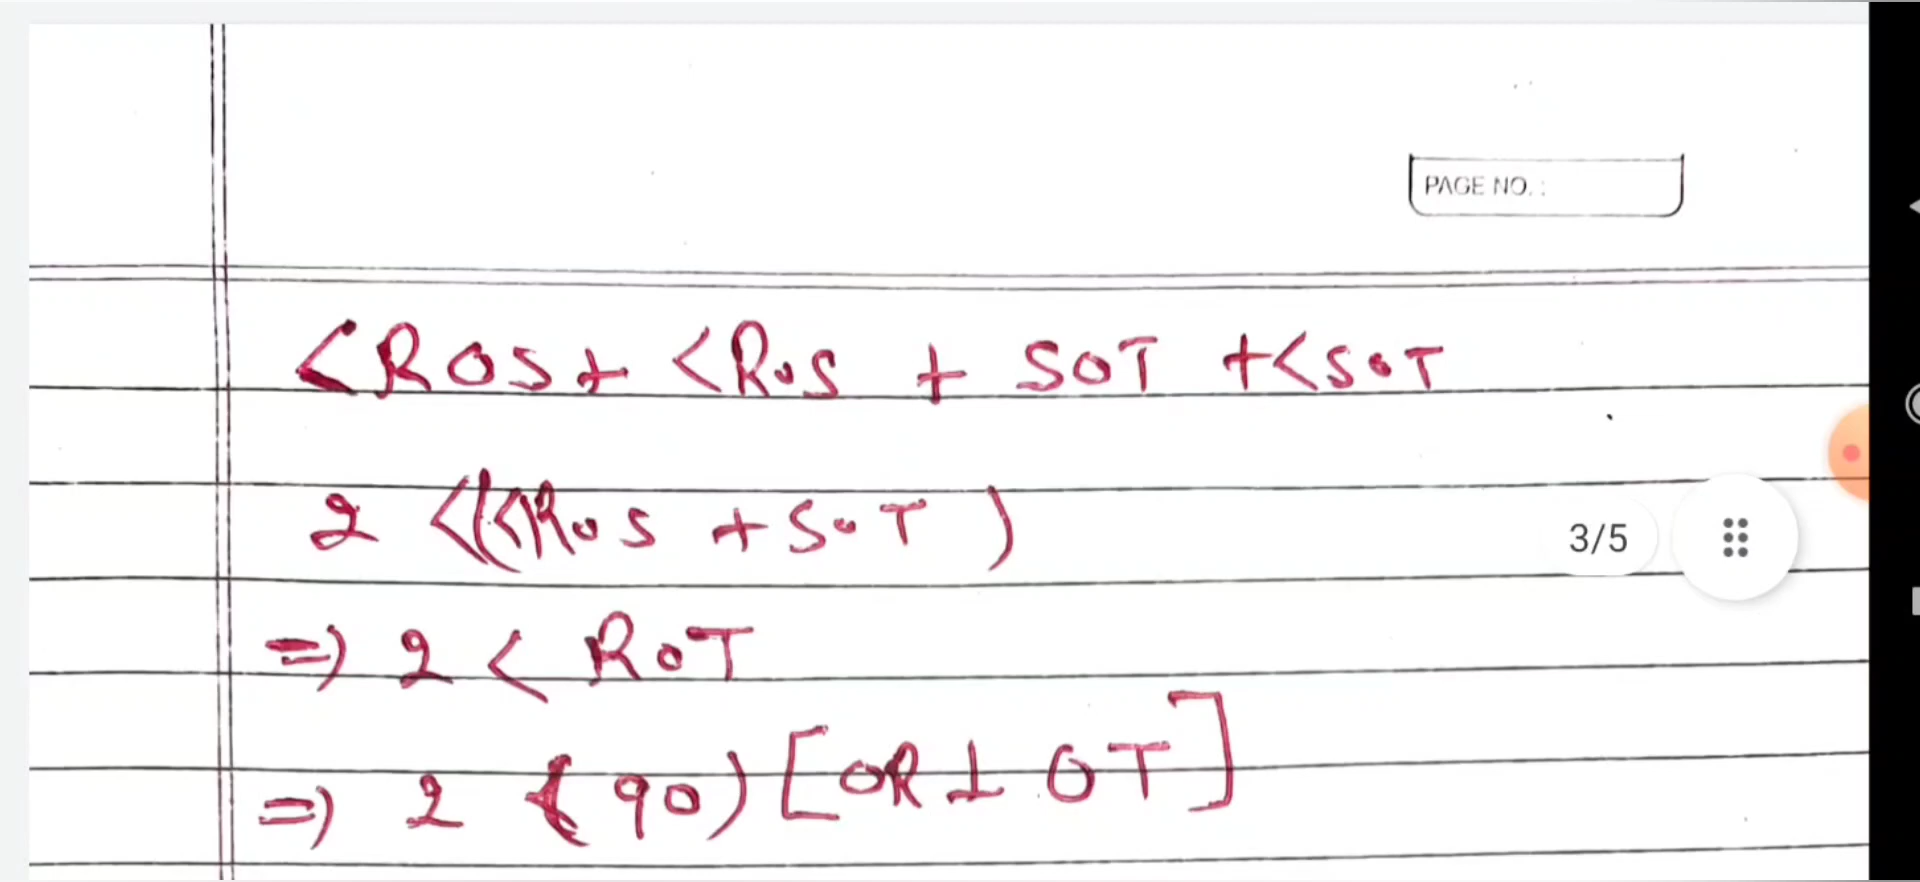 PAGE NO. :
<ROS + <ROS + SOT + <SOT
2 <(<ROS + SOT )
3/5
=) 2 < ROT
=) 2 (90) [OR ⊥ OT]